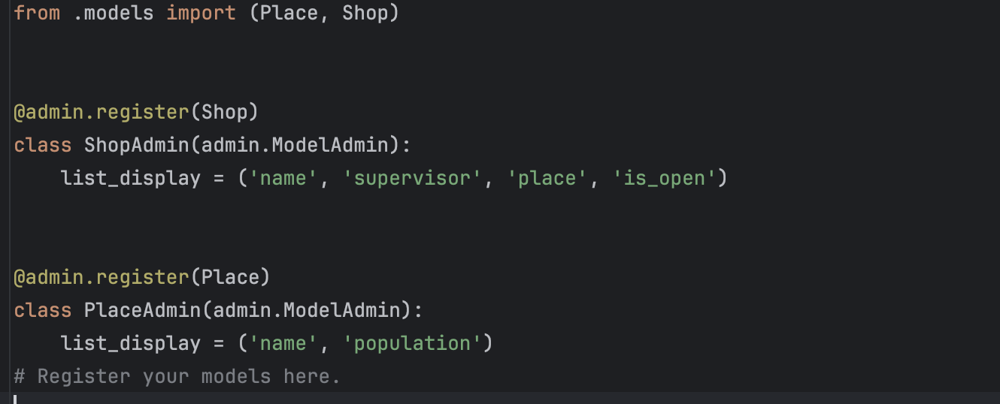 from .models import (Place, Shop)
@admin.register(Shop)
class ShopAdmin(admin.ModelAdmin):
    list_display = ('name', 'supervisor', 'place', 'is_open')
@admin.register(Place)
class PlaceAdmin(admin.ModelAdmin):
    list_display = ('name', 'population')
# Register your models here.